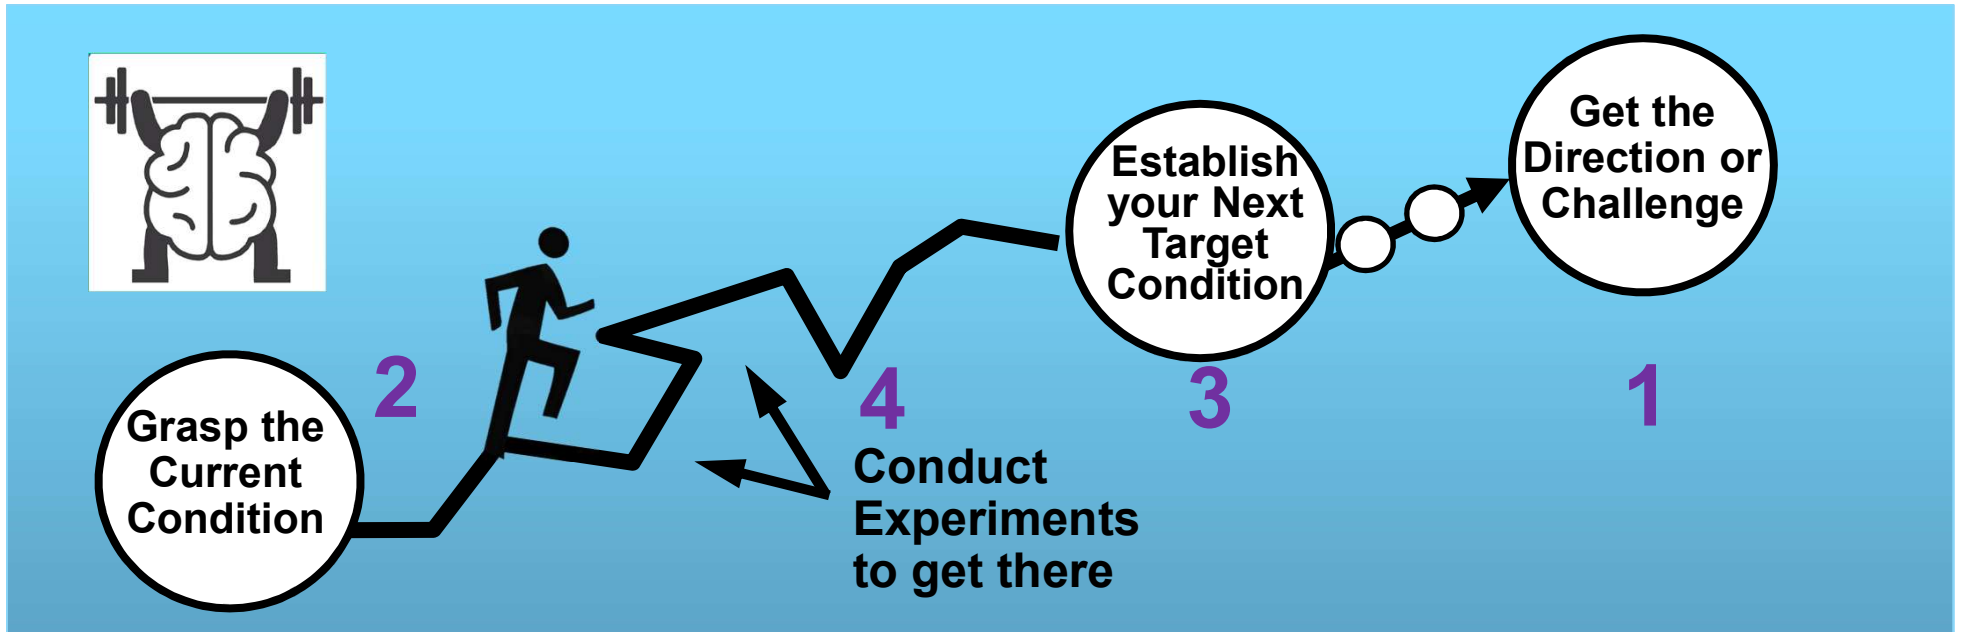 Grasp the
Current
Condition
2
4
Conduct
Experiments
to get there
Establish
your Next
Target
Condition
3
Get the
Direction or
Challenge
1